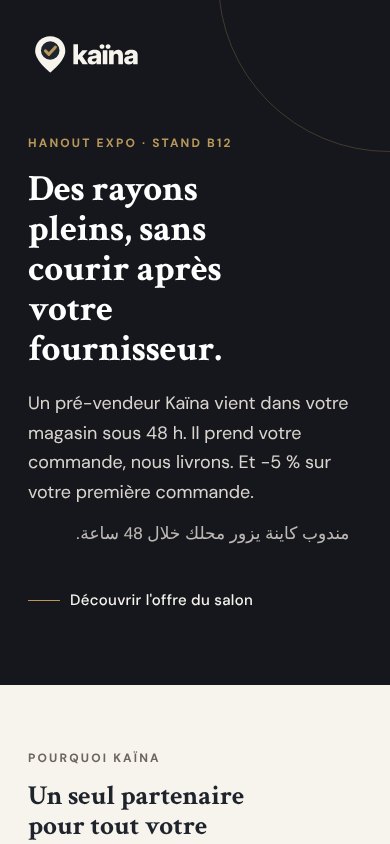 kaïna
HANOUT EXPO · STAND B12
Des rayons
pleins, sans
courir après
votre
fournisseur.
Un pré-vendeur Kaïna vient dans votre
magasin sous 48 h. Il prend votre
commande, nous livrons. Et -5 % sur
votre première commande.
مندوب كاينة يزور محلك خلال 48 ساعة.
Découvrir l'offre du salon
POURQUOI KAÏNA
Un seul partenaire
pour tout votre